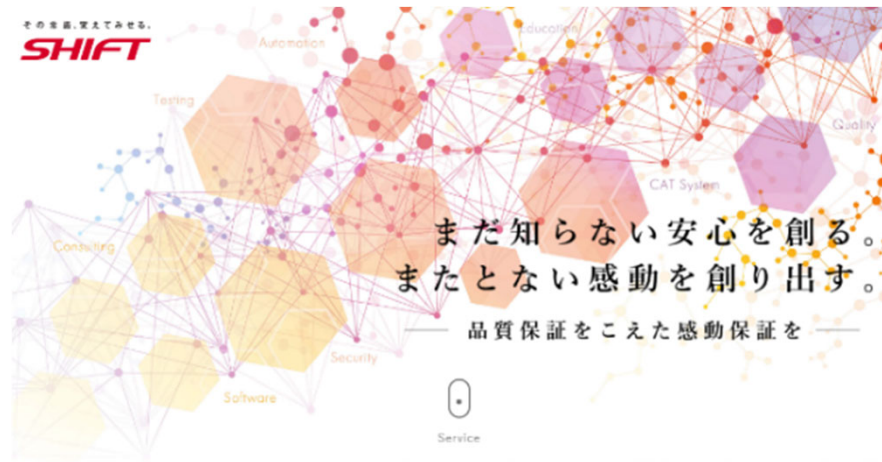 その常識、変えてみせる。
SHIFT
Education
Automation
Testing
Quality
CAT System
Consulting
まだ知らない安心を創る。
またとない感動を創り出す。
品質保証をこえた感動保証を
Security
Software
Service